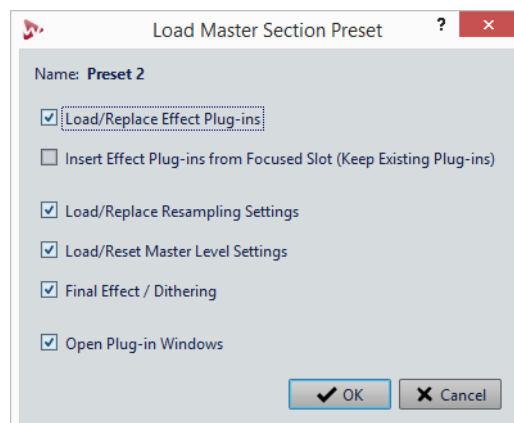 Load Master Section Preset ? ×
Name: Preset 2
Load/Replace Effect Plug-ins
Insert Effect Plug-ins from Focused Slot (Keep Existing Plug-ins)
Load/Replace Resampling Settings
Load/Reset Master Level Settings
Final Effect / Dithering
Open Plug-in Windows
OK Cancel